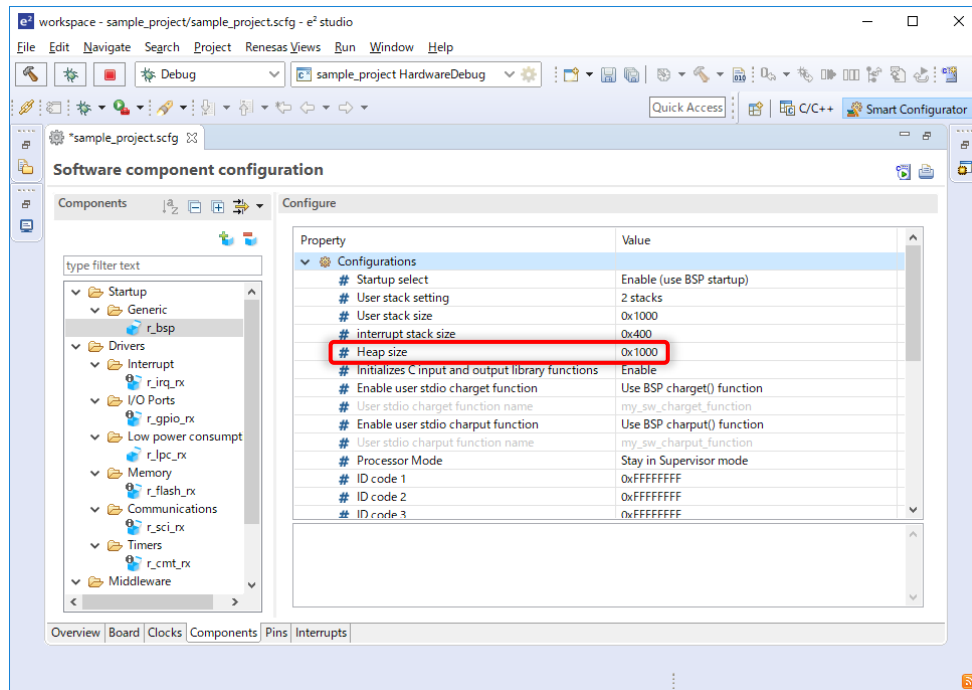 workspace - sample_project/sample_project.scfg - e² studio
File Edit Navigate Search Project Renesas Views Run Window Help
Debug sample_project HardwareDebug
Quick Access C/C++ Smart Configurator
*sample_project.scfg
Software component configuration
Components Configure
type filter text
Startup
Generic
r_bsp
Drivers
Interrupt
r_irq_rx
I/O Ports
r_gpio_rx
Low power consumpt
r_lpc_rx
Memory
r_flash_rx
Communications
r_sci_rx
Timers
r_cmt_rx
Middleware
Property Value
Configurations
# Startup select Enable (use BSP startup)
# User stack setting 2 stacks
# User stack size 0x1000
# interrupt stack size 0x400
# Heap size 0x1000
# Initializes C input and output library functions Enable
# Enable user stdio charget function Use BSP charget() function
# User stdio charget function name my_sw_charget_function
# Enable user stdio charput function Use BSP charput() function
# User stdio charput function name my_sw_charput_function
# Processor Mode Stay in Supervisor mode
# ID code 1 0xFFFFFFFF
# ID code 2 0xFFFFFFFF
# ID code 3 0xFFFFFFFF
Overview Board Clocks Components Pins Interrupts